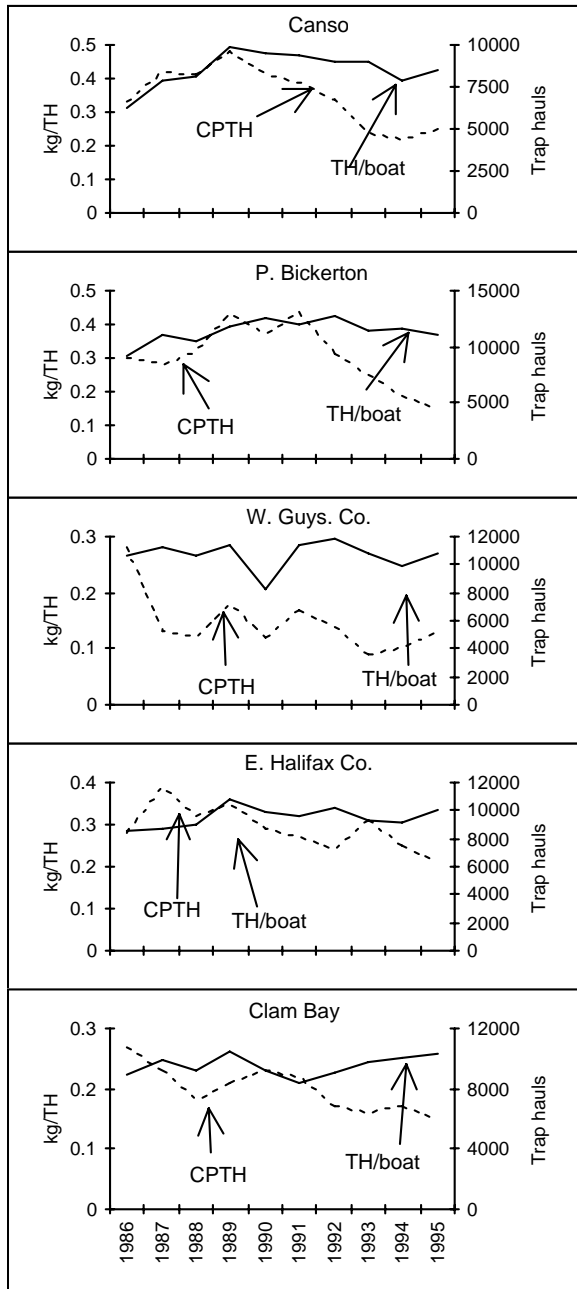 Canso
0.5
0.4
0.3
0.2
0.1
0
kg/TH
CPTH
TH/boat
10000
7500
5000
2500
0
Trap hauls
P. Bickerton
0.5
0.4
0.3
0.2
0.1
0
kg/TH
CPTH
TH/boat
15000
10000
5000
0
Trap hauls
W. Guys. Co.
0.3
0.2
0.1
0
kg/TH
CPTH
TH/boat
12000
10000
8000
6000
4000
2000
0
Trap hauls
E. Halifax Co.
0.4
0.3
0.2
0.1
0
kg/TH
CPTH
TH/boat
12000
10000
8000
6000
4000
2000
0
Trap hauls
Clam Bay
0.3
0.2
0.1
0
kg/TH
CPTH
TH/boat
12000
8000
4000
0
Trap hauls
1986
1987
1988
1989
1990
1991
1992
1993
1994
1995